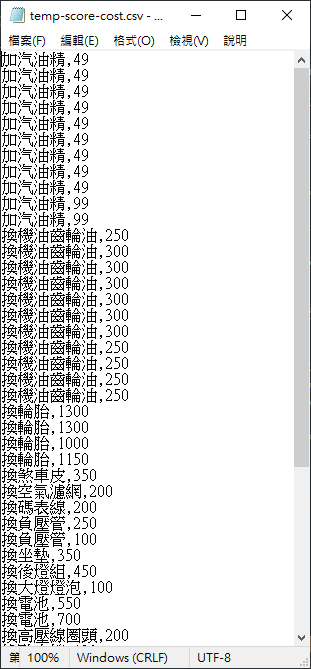 temp-score-cost.csv - ...
檔案(F) 編輯(E) 格式(O) 檢視(V) 說明
加汽油精,49
加汽油精,49
加汽油精,49
加汽油精,49
加汽油精,49
加汽油精,49
加汽油精,49
加汽油精,49
加汽油精,49
加汽油精,99
加汽油精,99
換機油齒輪油,250
換機油齒輪油,300
換機油齒輪油,300
換機油齒輪油,300
換機油齒輪油,300
換機油齒輪油,300
換機油齒輪油,300
換機油齒輪油,250
換機油齒輪油,250
換機油齒輪油,250
換機油齒輪油,250
換輪胎,1300
換輪胎,1300
換輪胎,1000
換輪胎,1150
換煞車皮,350
換空氣濾網,200
換碼表線,200
換負壓管,250
換負壓管,100
換坐墊,350
換後燈組,450
換大燈燈泡,100
換電池,550
換電池,700
換高壓線圈頭,200
第 100% Windows (CRLF) UTF-8